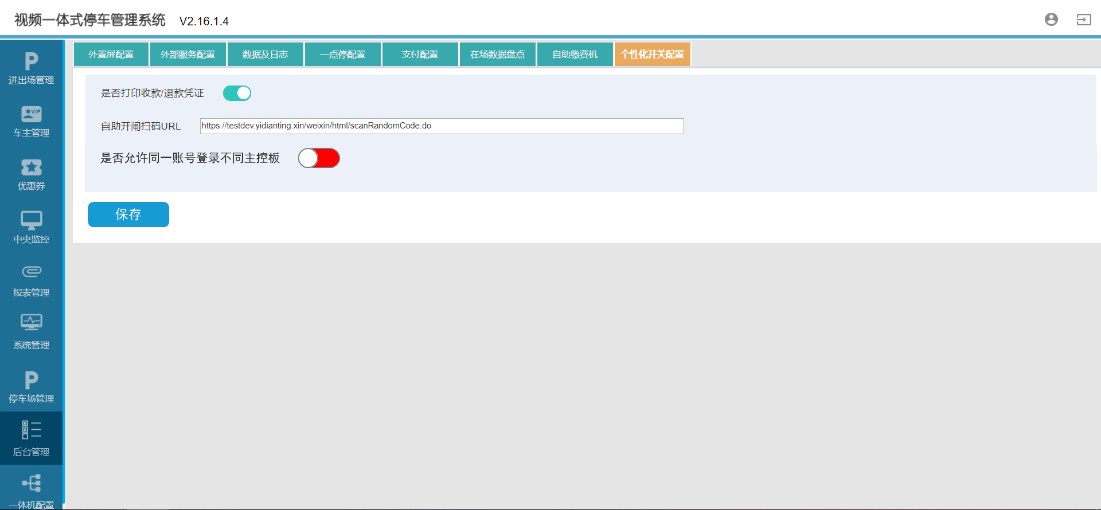 视频一体式停车管理系统 V2.16.1.4
外置屏配置 外部服务配置 数据及日志 一点停配置 支付配置 在场数据盘点 自助缴费机 个性化开关配置
进出场管理
车主管理
优惠券
中央监控
报表管理
系统管理
停车场管理
后台管理
一体机配置
是否打印收款/退款凭证
自助开闸扫码URL https://testdev.yidianting.xin/weixin/html/scanRandomCode.do
是否允许同一账号登录不同主控板
保存